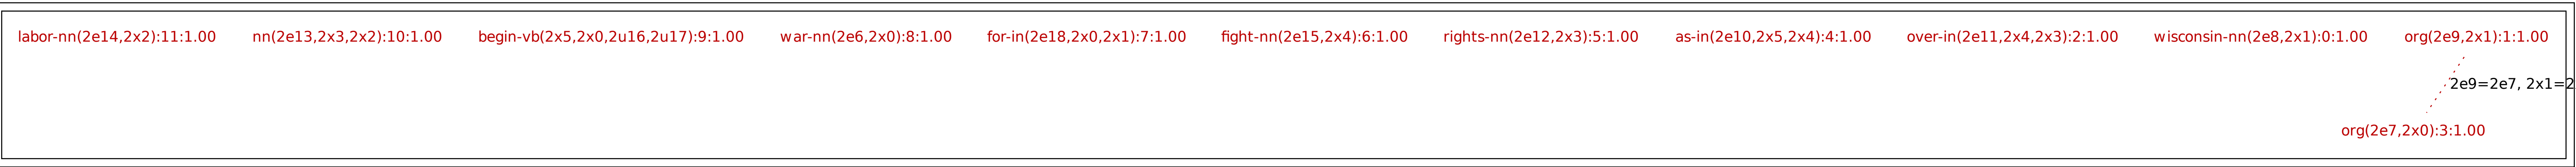 labor-nn(2e14,2x2):11:1.00 nn(2e13,2x3,2x2):10:1.00 begin-vb(2x5,2x0,2u16,2u17):9:1.00 war-nn(2e6,2x0):8:1.00 for-in(2e18,2x0,2x1):7:1.00 fight-nn(2e15,2x4):6:1.00 rights-nn(2e12,2x3):5:1.00 as-in(2e10,2x5,2x4):4:1.00 over-in(2e11,2x4,2x3):2:1.00 wisconsin-nn(2e8,2x1):0:1.00 org(2e9,2x1):1:1.00
2e9=2e7, 2x1=2
org(2e7,2x0):3:1.00